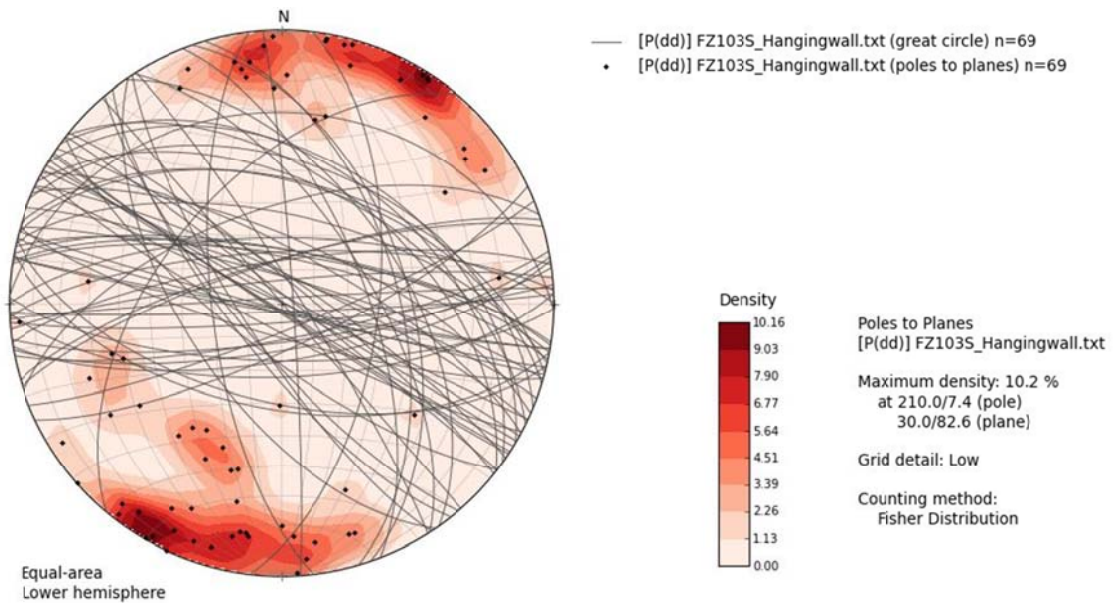 N
[P(dd)] FZ103S_Hangingwall.txt (great circle) n=69
[P(dd)] FZ103S_Hangingwall.txt (poles to planes) n=69
Density
10.16
9.03
7.90
6.77
5.64
4.51
3.39
2.26
1.13
0.00
Poles to Planes
[P(dd)] FZ103S_Hangingwall.txt
Maximum density: 10.2 %
at 210.0/7.4 (pole)
30.0/82.6 (plane)
Grid detail: Low
Counting method:
Fisher Distribution
Equal-area
Lower hemisphere